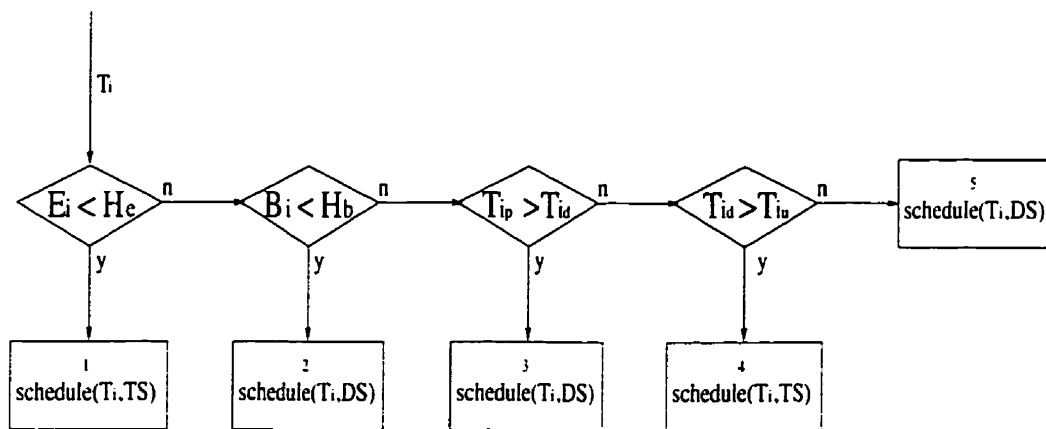 Ti
Ei < He
n
Bi < Hb
n
Tip > Tid
n
Tid > Tiu
n
5
schedule(Ti,DS)
y
y
y
y
1
schedule(Ti,TS)
2
schedule(Ti,DS)
3
schedule(Ti,DS)
4
schedule(Ti,TS)